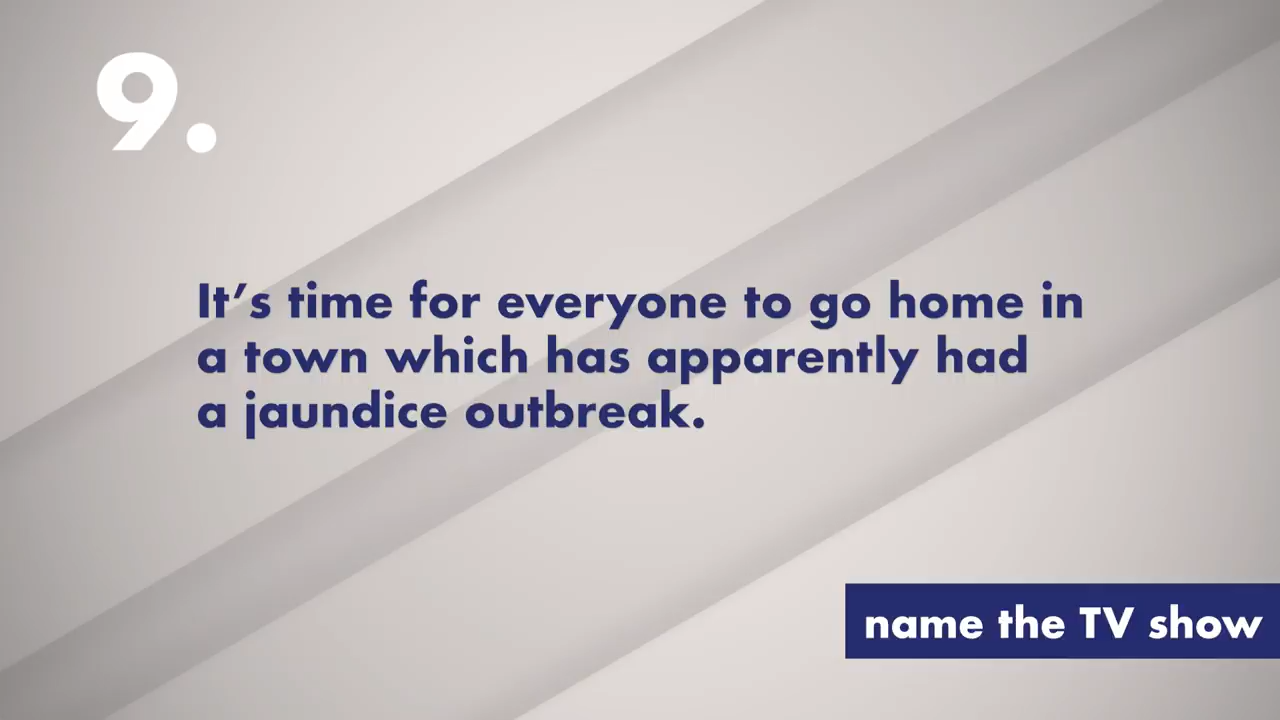 9.
It’s time for everyone to go home in
a town which has apparently had
a jaundice outbreak.
name the TV show